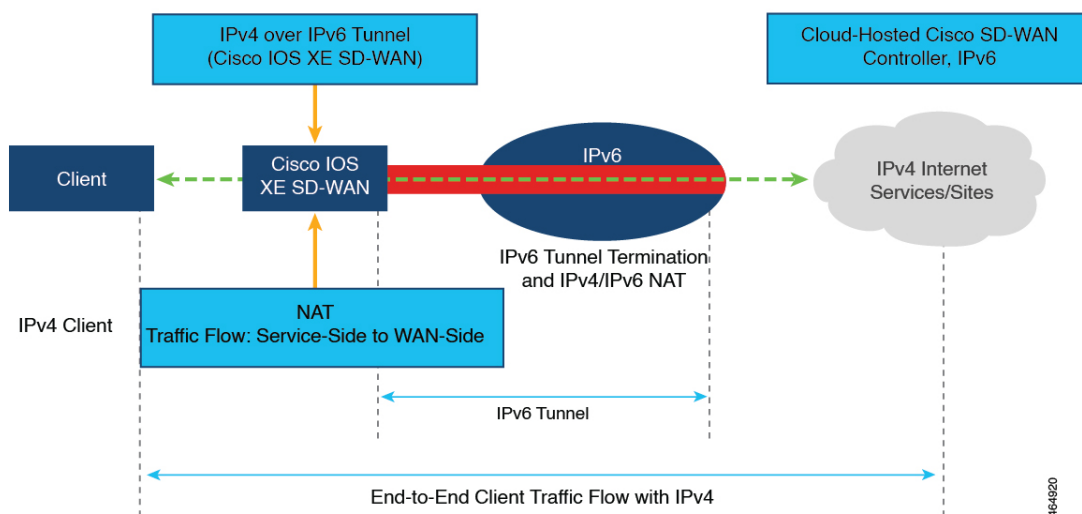 IPv4 over IPv6 Tunnel
(Cisco IOS XE SD-WAN)
Cloud-Hosted Cisco SD-WAN
Controller, IPv6
Client
Cisco IOS
XE SD-WAN
IPv6
IPv4 Internet
Services/Sites
IPv6 Tunnel Termination
and IPv4/IPv6 NAT
IPv4 Client
NAT
Traffic Flow: Service-Side to WAN-Side
IPv6 Tunnel
End-to-End Client Traffic Flow with IPv4
464920